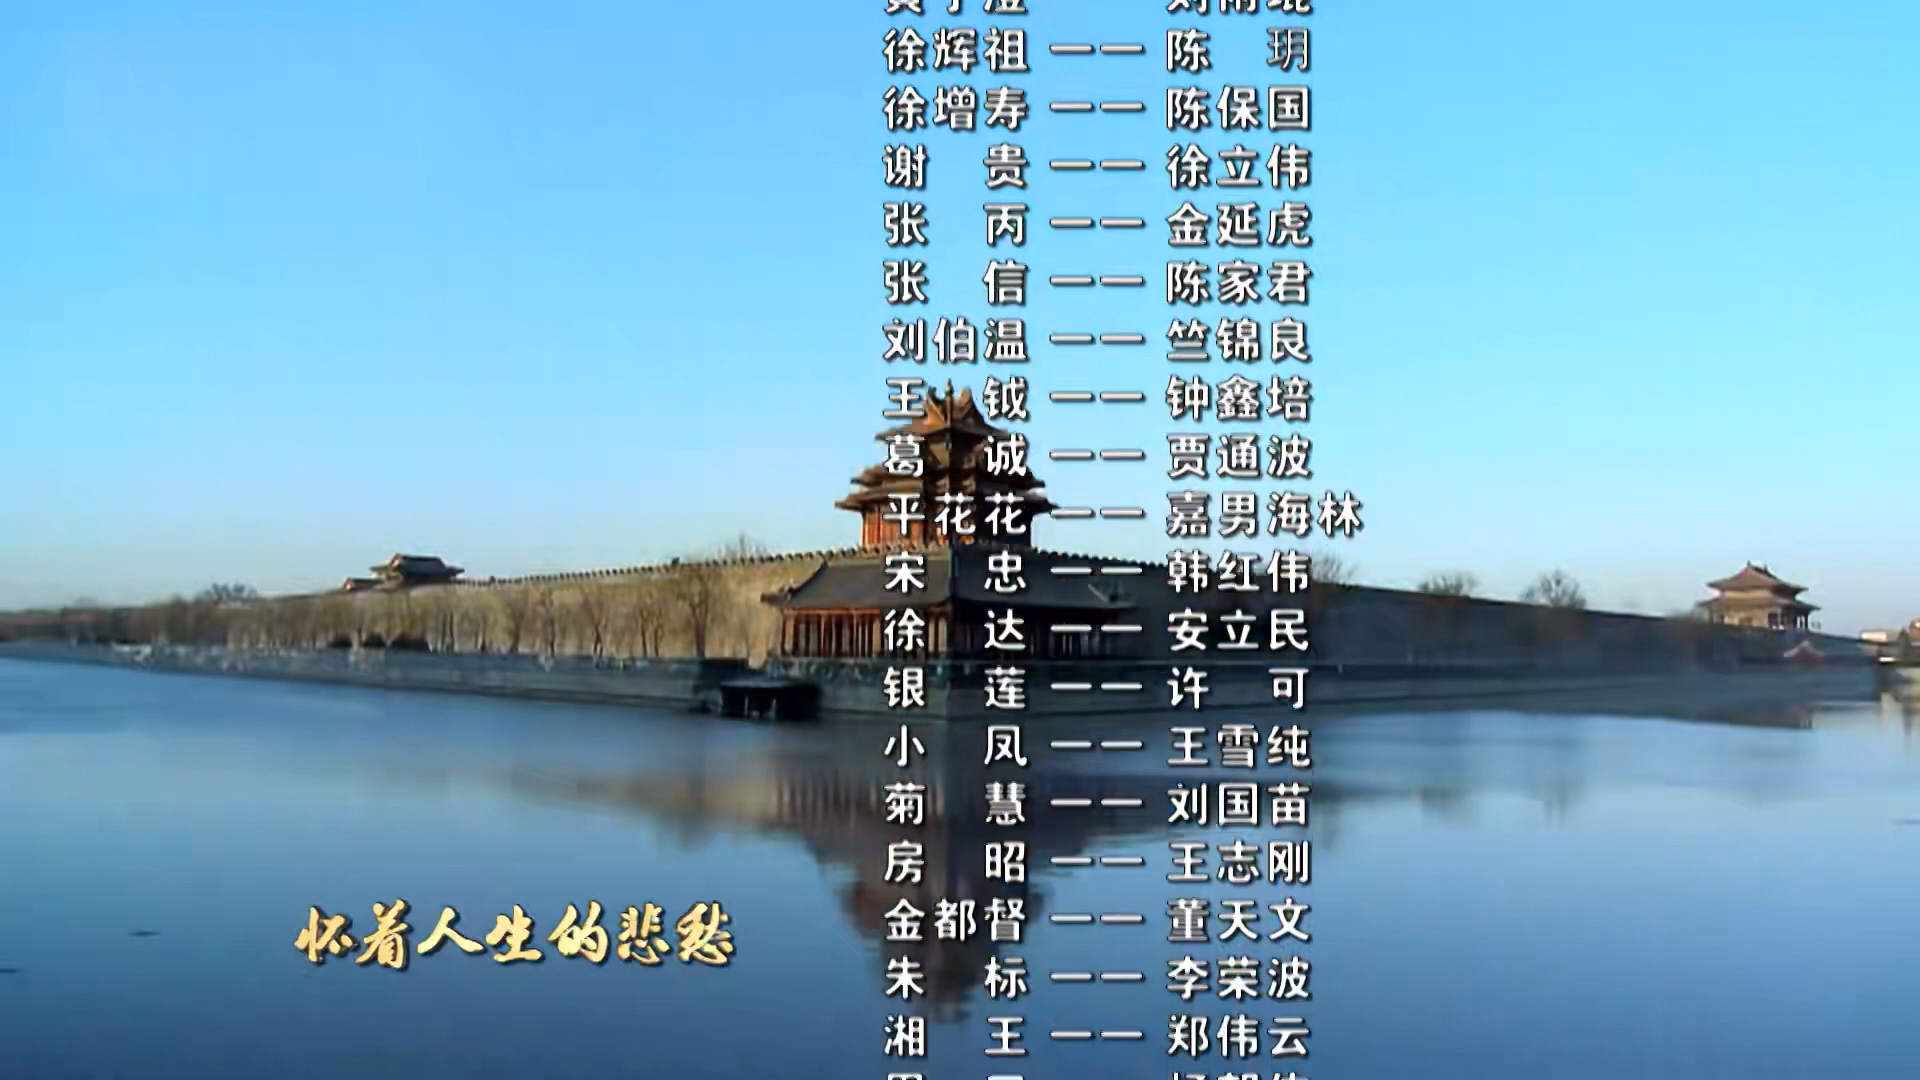 徐辉祖 —— 陈 玥
徐增寿 —— 陈保国
谢 贵 —— 徐立伟
张 丙 —— 金延虎
张 信 —— 陈家君
刘伯温 —— 竺锦良
王 钺 —— 钟鑫培
葛 诚 —— 贾通波
平花花 —— 嘉男海林
宋 忠 —— 韩红伟
徐 达 —— 安立民
银 莲 —— 许 可
小 凤 —— 王雪纯
菊 慧 —— 刘国苗
房 昭 —— 王志刚
金都督 —— 董天文
怀着人生的悲愁
朱 标 —— 李荣波
湘 王 —— 郑伟云